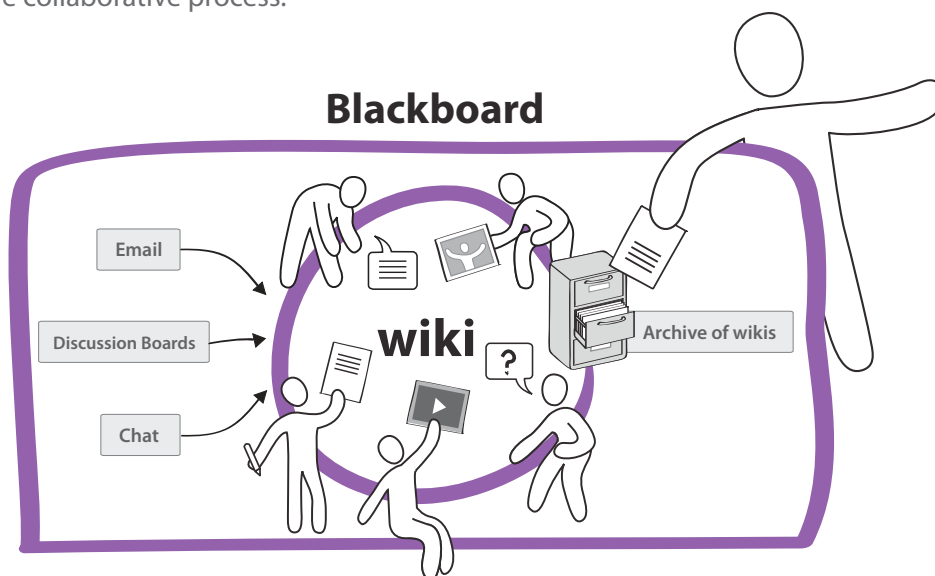 collaborative process.
Blackboard
Email
Discussion Boards
Chat
wiki
?
Archive of wikis